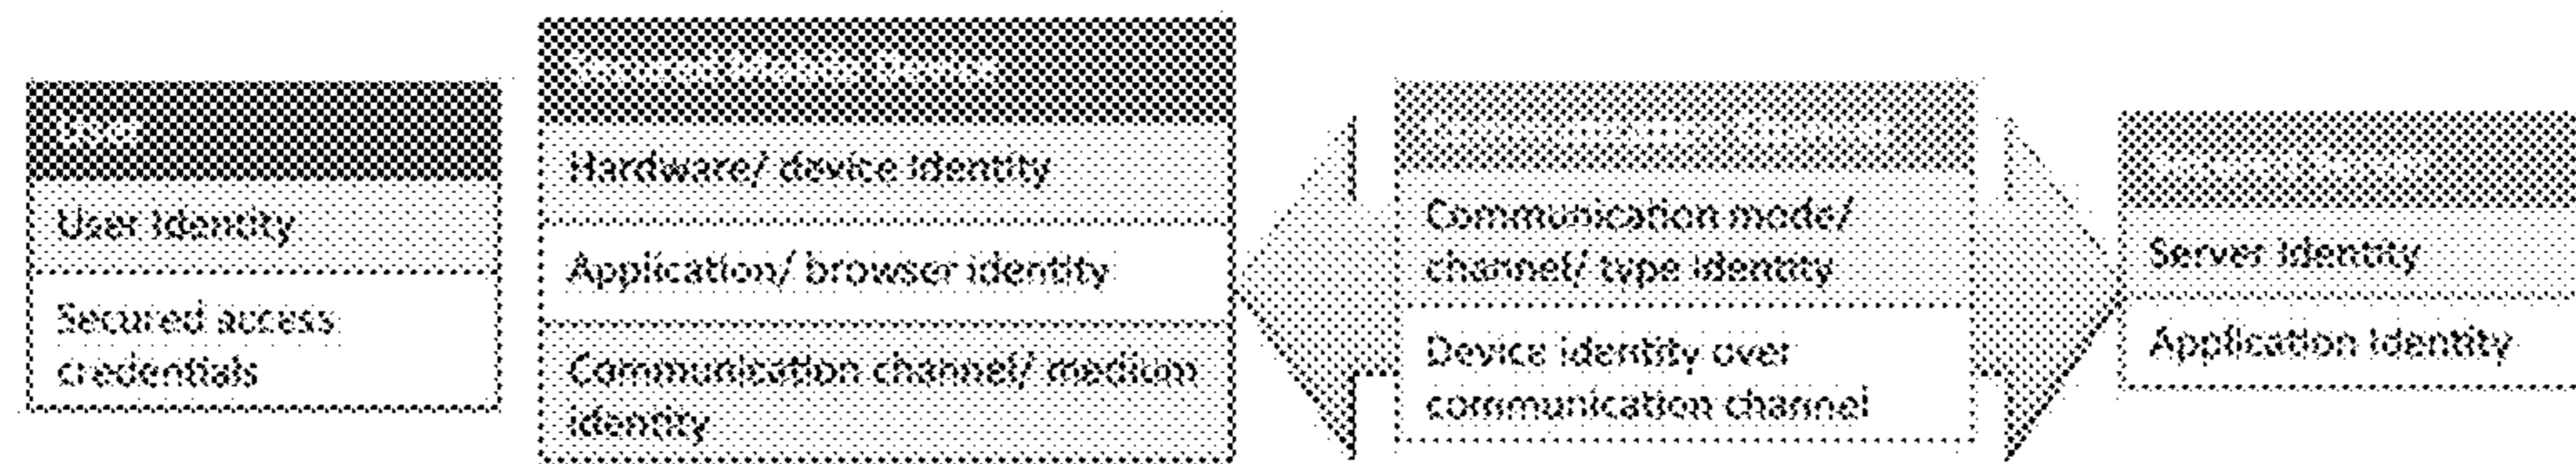 User
User Identity
Secured access
credentials
Hardware/ device Identity
Application/ browser identity
Communication channel/ medium
identity
Communication mode/
channel/ type identity
Device identity over
communication channel
Server Identity
Application Identity